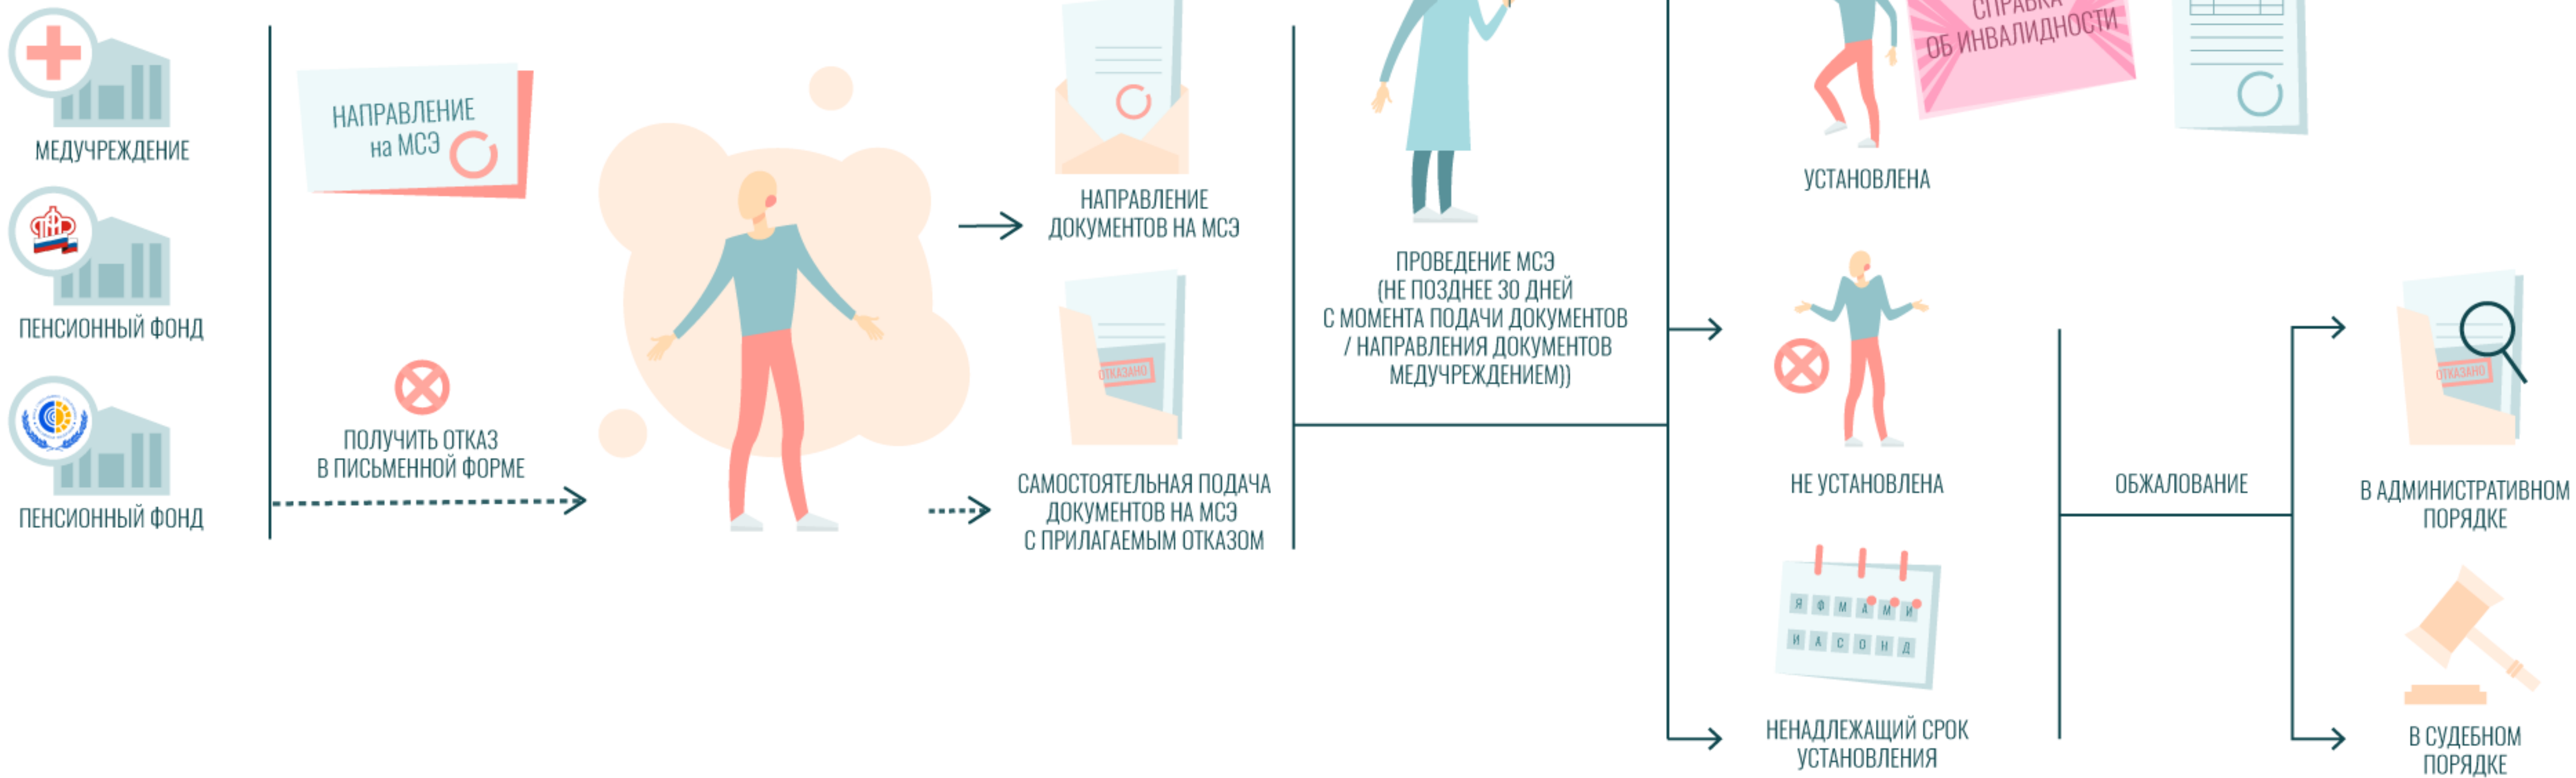 МЕДУЧРЕЖДЕНИЕ
ПЕНСИОННЫЙ ФОНД
ПЕНСИОННЫЙ ФОНД
НАПРАВЛЕНИЕ
на МСЭ
ПОЛУЧИТЬ ОТКАЗ
В ПИСЬМЕННОЙ ФОРМЕ
НАПРАВЛЕНИЕ
ДОКУМЕНТОВ НА МСЭ
ОТКАЗАНО
САМОСТОЯТЕЛЬНАЯ ПОДАЧА
ДОКУМЕНТОВ НА МСЭ
С ПРИЛАГАЕМЫМ ОТКАЗОМ
ПРОВЕДЕНИЕ МСЭ
(НЕ ПОЗДНЕЕ 30 ДНЕЙ
С МОМЕНТА ПОДАЧИ ДОКУМЕНТОВ
/ НАПРАВЛЕНИЯ ДОКУМЕНТОВ
МЕДУЧРЕЖДЕНИЕМ))
СПРАВКА
ОБ ИНВАЛИДНОСТИ
УСТАНОВЛЕНА
НЕ УСТАНОВЛЕНА
Я Ф М А М И
И А С О Н Д
НЕНАДЛЕЖАЩИЙ СРОК
УСТАНОВЛЕНИЯ
ОБЖАЛОВАНИЕ
ОТКАЗАНО
В АДМИНИСТРАТИВНОМ
ПОРЯДКЕ
В СУДЕБНОМ
ПОРЯДКЕ